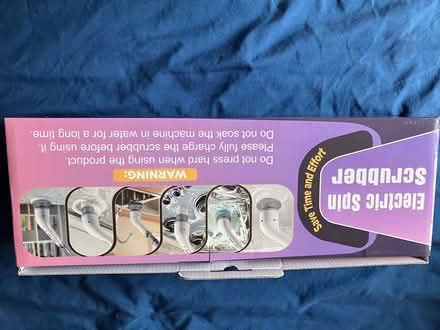 Electric Spin
Scrubber
Save Time and Effort
WARNING:
Do not press hard when using the product.
Please fully charge the scrubber before using it.
Do not soak the machine in water for a long time.